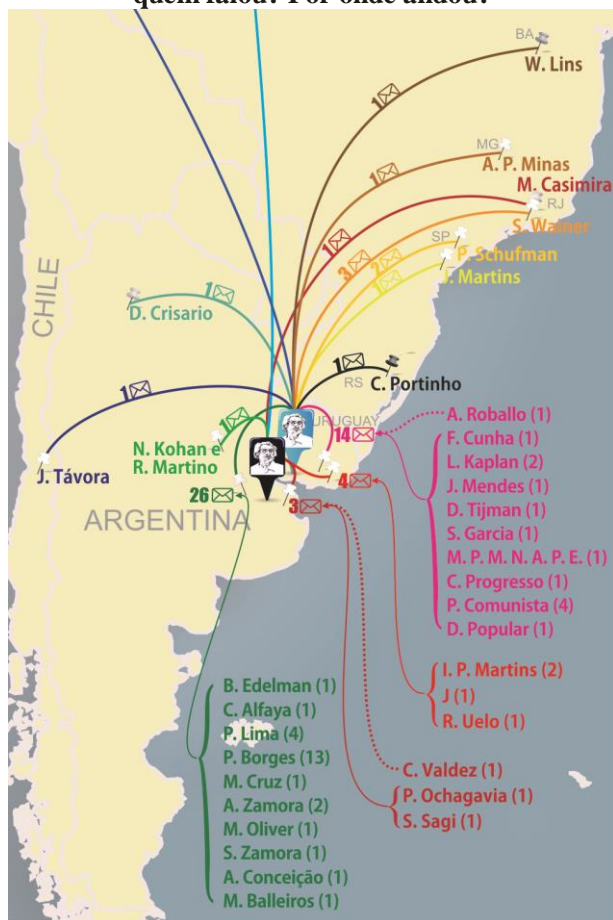 quem falou? Por onde andou?
BA
W. Lins
1
MG
A. P. Minas
1
M. Casimira
RJ
1
S. Wainer
3
SP
P. Schufman
2
J. Martins
1
CHILE
D. Crisario
1
C. Portinho
RS
1
J. Távora
1
N. Kohan e
R. Martino
1
URUGUAY
14
4
26
3
ARGENTINA
A. Roballo (1)
F. Cunha (1)
L. Kaplan (2)
J. Mendes (1)
D. Tijman (1)
S. Garcia (1)
M. P. M. N. A. P. E. (1)
C. Progresso (1)
P. Comunista (4)
D. Popular (1)
I. P. Martins (2)
J (1)
R. Uelo (1)
C. Valdez (1)
P. Ochagavia (1)
S. Sagi (1)
B. Edelman (1)
C. Alfaya (1)
P. Lima (4)
P. Borges (13)
M. Cruz (1)
A. Zamora (2)
M. Oliver (1)
S. Zamora (1)
A. Conceição (1)
M. Balleiros (1)